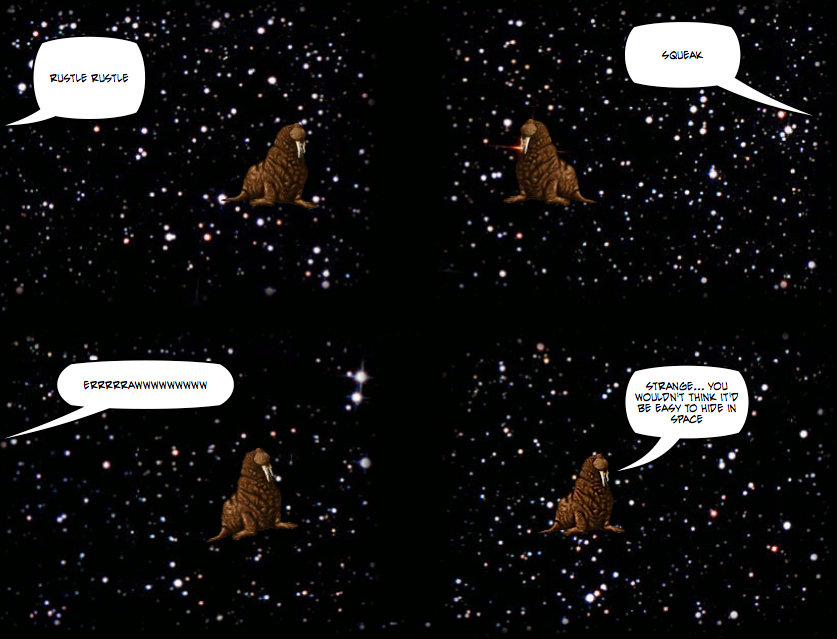 RUSTLE RUSTLE
SQUEAK
ERRRRRAWWWWWWWWW
STRANGE... YOU
WOULDN'T THINK IT'D
BE EASY TO HIDE IN
SPACE